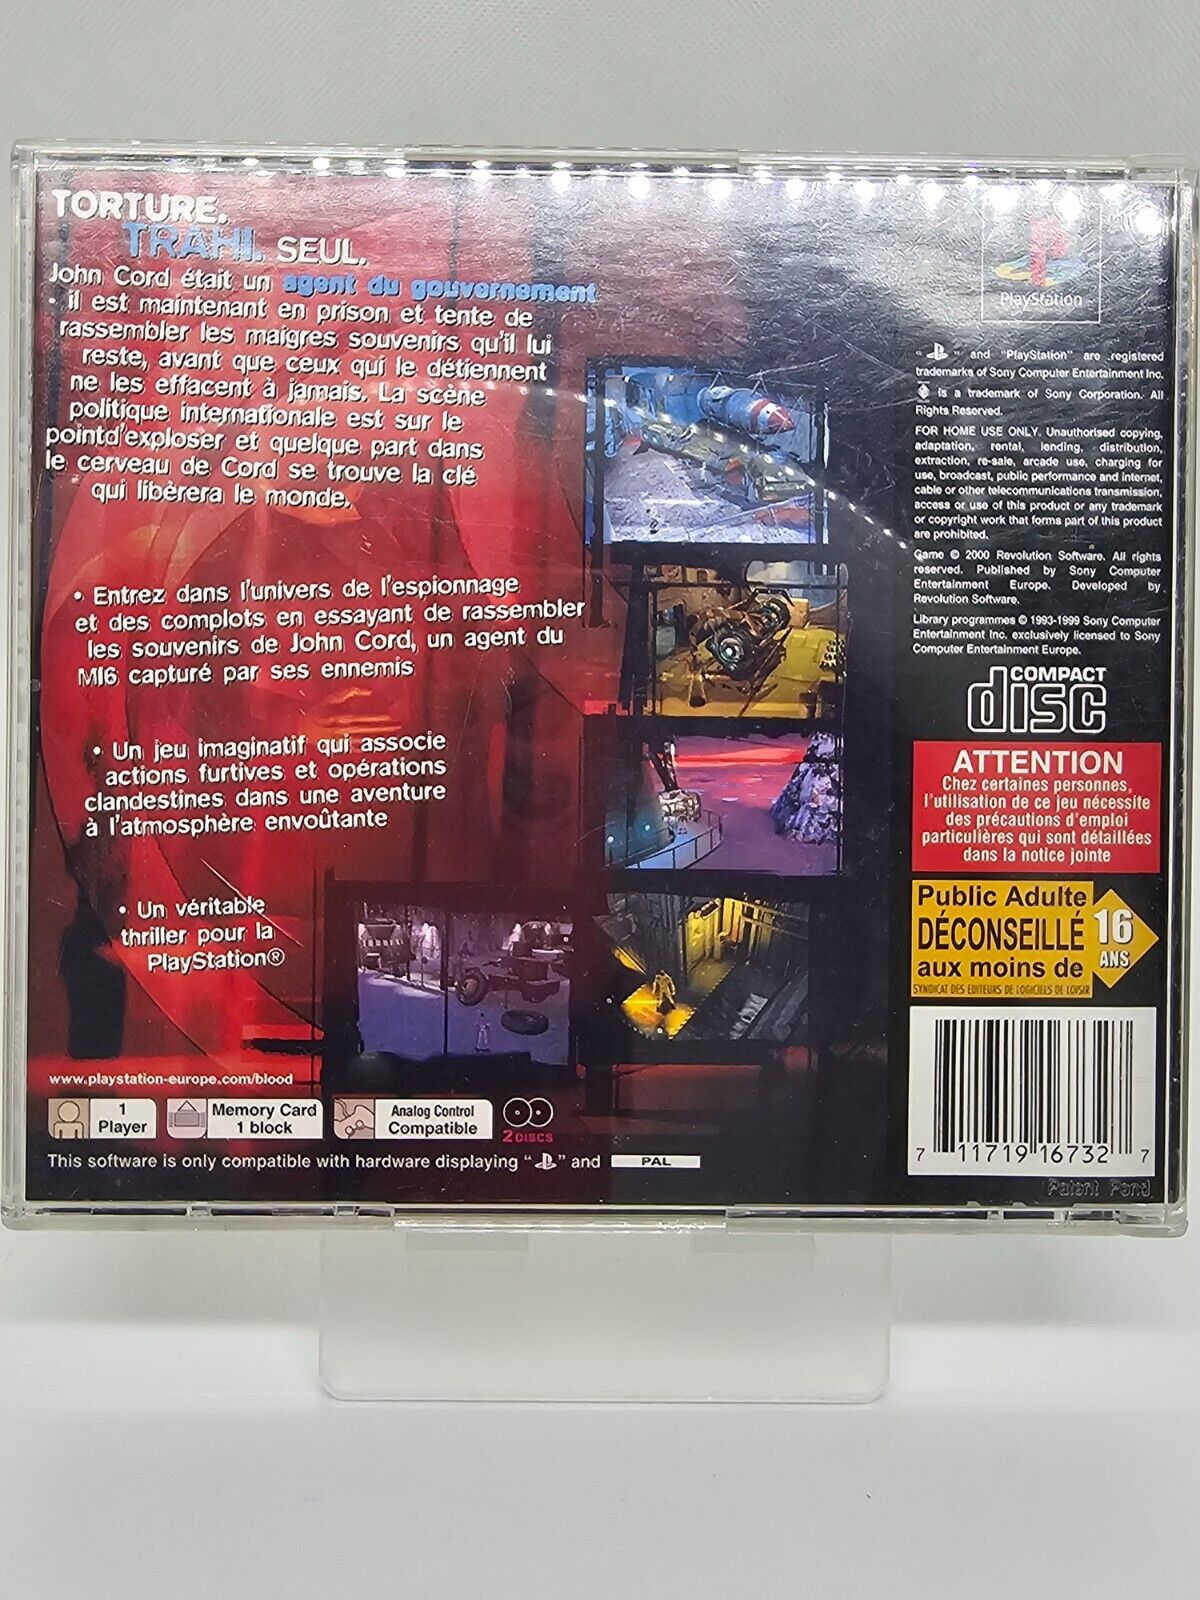 TORTURE.
TRAHI. SEUL.
John Cord était un agent du gouvernement
- il est maintenant en prison et tente de
rassembler les maigres souvenirs qu'il lui
reste, avant que ceux qui le détiennent
ne les effacent à jamais. La scène
politique internationale est sur le
pointd'exploser et quelque part dans
le cerveau de Cord se trouve la clé
qui libèrera le monde.
• Entrez dans l'univers de l'espionnage
et des complots en essayant de rassembler
les souvenirs de John Cord, un agent du
MI6 capturé par ses ennemis
• Un jeu imaginatif qui associe
actions furtives et opérations
clandestines dans une aventure
à l'atmosphère envoûtante
• Un véritable
thriller pour la
PlayStation®
www.playstation-europe.com/blood
1
Player
Memory Card
1 block
Analog Control
Compatible
2 DISCS
This software is only compatible with hardware displaying " " and PAL
PlayStation
" " and "PlayStation" are registered
trademarks of Sony Computer Entertainment Inc.
is a trademark of Sony Corporation. All
Rights Reserved.
FOR HOME USE ONLY. Unauthorised copying,
adaptation, rental, lending, distribution,
extraction, re-sale, arcade use, charging for
use, broadcast, public performance and internet,
cable or other telecommunications transmission,
access or use of this product or any trademark
or copyright work that forms part of this product
are prohibited.
Game © 2000 Revolution Software. All rights
reserved. Published by Sony Computer
Entertainment Europe. Developed by
Revolution Software.
Library programmes © 1993-1999 Sony Computer
Entertainment Inc. exclusively licensed to Sony
Computer Entertainment Europe.
COMPACT
disc
ATTENTION
Chez certaines personnes,
l'utilisation de ce jeu nécessite
des précautions d'emploi
particulières qui sont détaillées
dans la notice jointe
Public Adulte
DÉCONSEILLÉ
aux moins de
16
ANS
SYNDICAT DES EDITEURS DE LOGICIELS DE LOISIR
7 11719 16732 7
Patent Pend